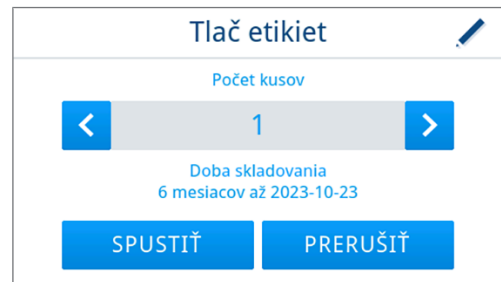 Tlač etikiet
Počet kusov
1
Doba skladovania
6 mesiacov až 2023-10-23
SPUSTIŤ
PRERUŠIŤ